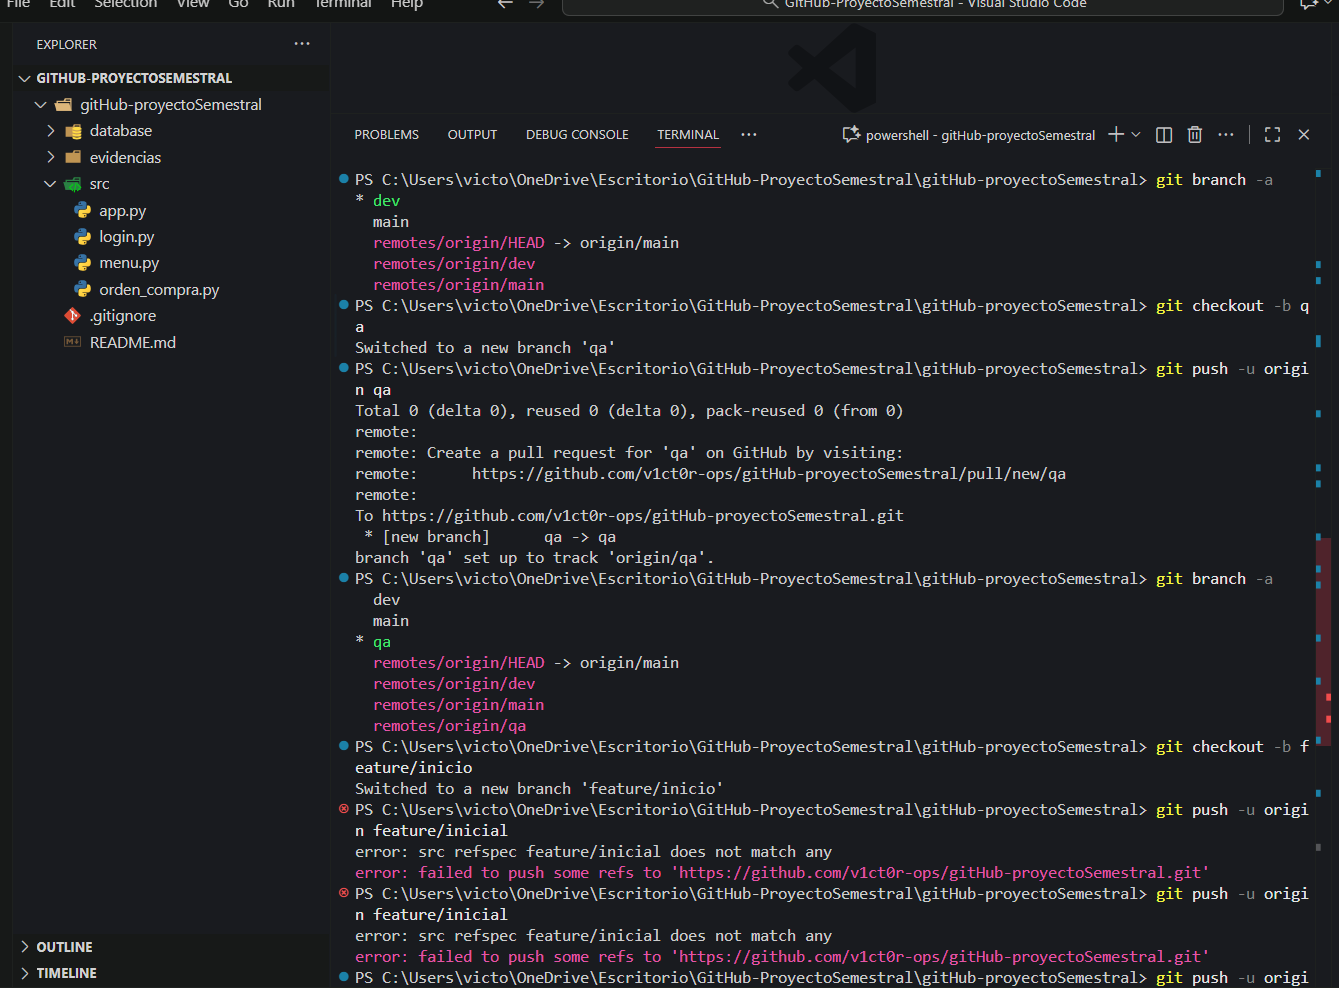 File Edit Selection View Go Run Terminal Help
GitHub-ProyectoSemestral - Visual Studio Code
EXPLORER
GITHUB-PROYECTOSEMESTRAL
gitHub-proyectoSemestral
database
evidencias
src
app.py
login.py
menu.py
orden_compra.py
.gitignore
README.md
OUTLINE
TIMELINE
PROBLEMS OUTPUT DEBUG CONSOLE TERMINAL
powershell - gitHub-proyectoSemestral
PS C:\Users\victo\OneDrive\Escritorio\GitHub-ProyectoSemestral\gitHub-proyectoSemestral> git branch -a
* dev
main
remotes/origin/HEAD -> origin/main
remotes/origin/dev
remotes/origin/main
PS C:\Users\victo\OneDrive\Escritorio\GitHub-ProyectoSemestral\gitHub-proyectoSemestral> git checkout -b q
a
Switched to a new branch 'qa'
PS C:\Users\victo\OneDrive\Escritorio\GitHub-ProyectoSemestral\gitHub-proyectoSemestral> git push -u origi
n qa
Total 0 (delta 0), reused 0 (delta 0), pack-reused 0 (from 0)
remote:
remote: Create a pull request for 'qa' on GitHub by visiting:
remote:      https://github.com/v1ct0r-ops/gitHub-proyectoSemestral/pull/new/qa
remote:
To https://github.com/v1ct0r-ops/gitHub-proyectoSemestral.git
* [new branch]      qa -> qa
branch 'qa' set up to track 'origin/qa'.
PS C:\Users\victo\OneDrive\Escritorio\GitHub-ProyectoSemestral\gitHub-proyectoSemestral> git branch -a
dev
main
* qa
remotes/origin/HEAD -> origin/main
remotes/origin/dev
remotes/origin/main
remotes/origin/qa
PS C:\Users\victo\OneDrive\Escritorio\GitHub-ProyectoSemestral\gitHub-proyectoSemestral> git checkout -b f
eature/inicio
Switched to a new branch 'feature/inicio'
PS C:\Users\victo\OneDrive\Escritorio\GitHub-ProyectoSemestral\gitHub-proyectoSemestral> git push -u origi
n feature/inicial
error: src refspec feature/inicial does not match any
error: failed to push some refs to 'https://github.com/v1ct0r-ops/gitHub-proyectoSemestral.git'
PS C:\Users\victo\OneDrive\Escritorio\GitHub-ProyectoSemestral\gitHub-proyectoSemestral> git push -u origi
n feature/inicial
error: src refspec feature/inicial does not match any
error: failed to push some refs to 'https://github.com/v1ct0r-ops/gitHub-proyectoSemestral.git'
PS C:\Users\victo\OneDrive\Escritorio\GitHub-ProyectoSemestral\gitHub-proyectoSemestral> git push -u origi